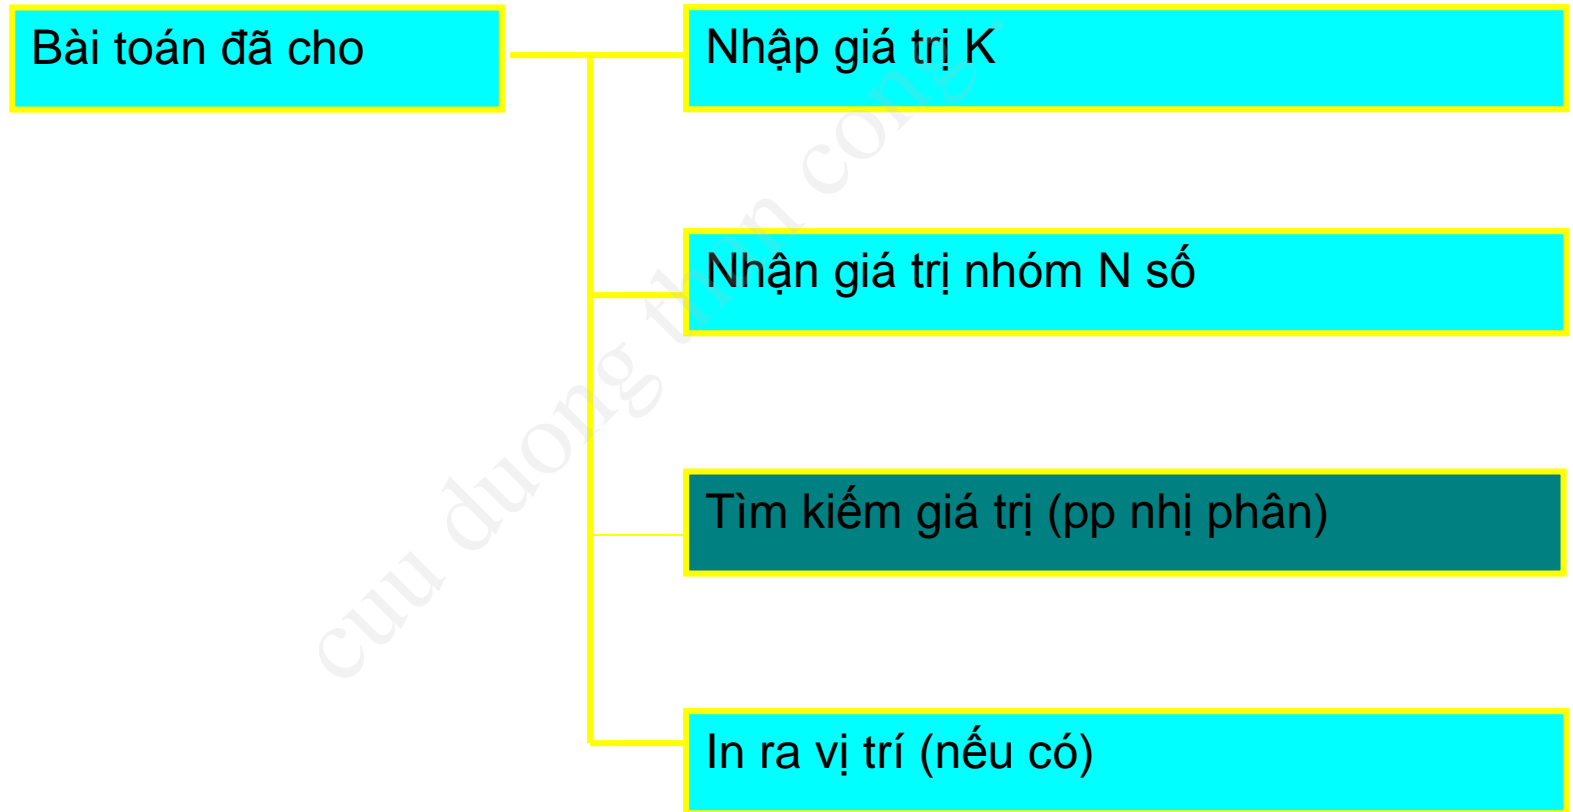 Bài toán đã cho
Nhập giá trị K
Nhận giá trị nhóm N số
Tìm kiếm giá trị (pp nhị phân)
In ra vị trí (nếu có)
cuu duong than cong .